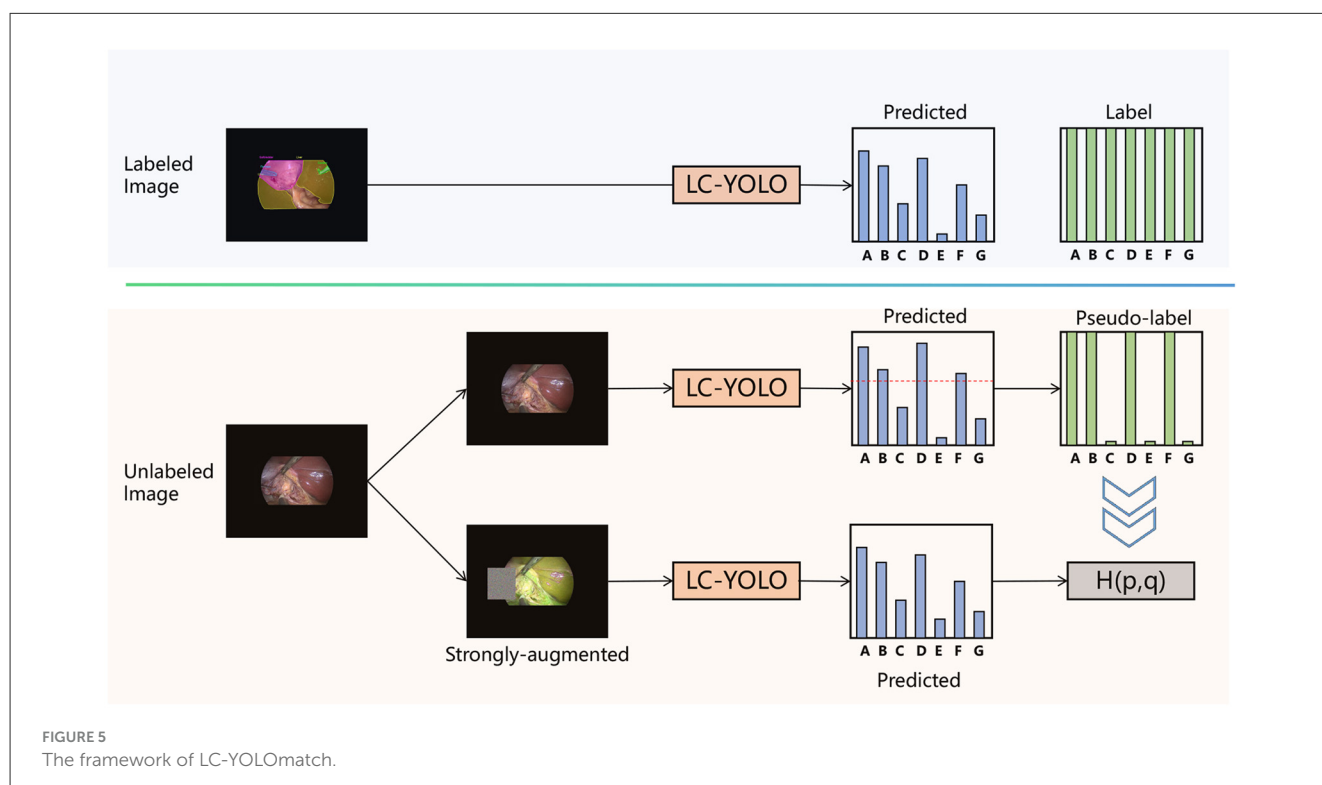 Predicted
Label
Labeled
Image
LC-YOLO
A B C D E F G
A B C D E F G
Predicted
Pseudo-label
LC-YOLO
A B C D E F G
A B C D E F G
Unlabeled
Image
LC-YOLO
H(p,q)
A B C D E F G
Strongly-augmented
Predicted
FIGURE 5
The framework of LC-YOLOmatch.